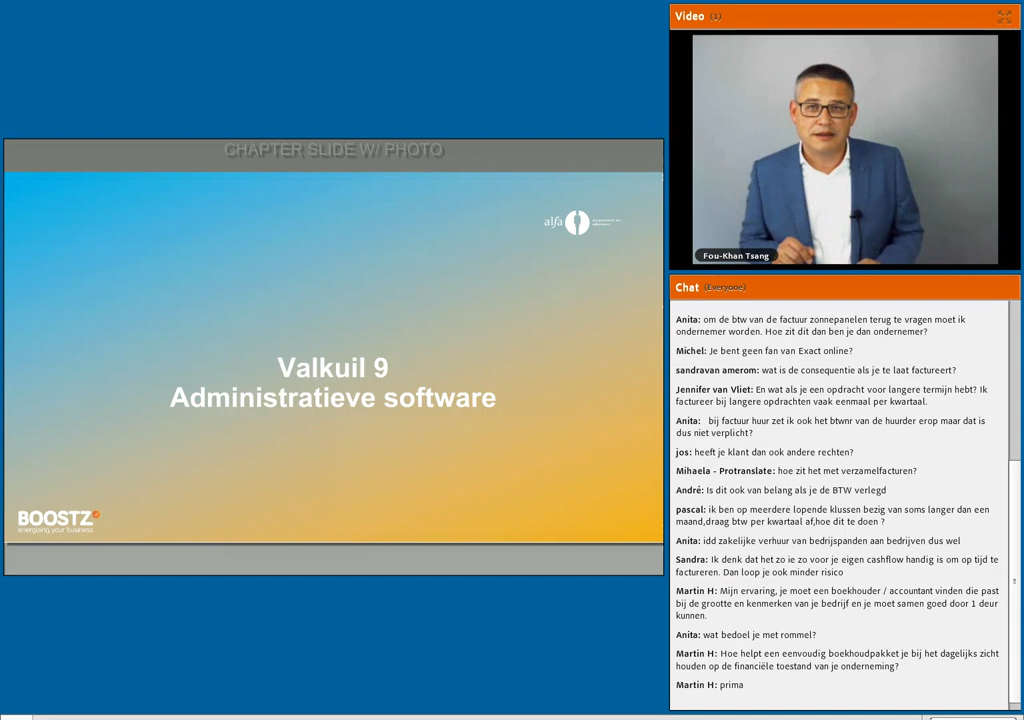 CHAPTER SLIDE W/ PHOTO
alfa
Valkuil 9
Administratieve software
BOOSTZ
energizing your business
Video (1)
Fou-Khan Tsang
Chat (Everyone)
Anita: om de btw van de factuur zonnepanelen terug te vragen moet ik
ondernemer worden. Hoe zit dit dan ben je dan ondernemer?
Michel: Je bent geen fan van Exact online?
sandravan amerom: wat is de consequentie als je te laat factureert?
Jennifer van Vliet: En wat als je een opdracht voor langere termijn hebt? Ik
factureer bij langere opdrachten vaak eenmaal per kwartaal.
Anita: bij factuur huur zet ik ook het btwnr van de huurder erop maar dat is
dus niet verplicht?
jos: heeft je klant dan ook andere rechten?
Mihaela - Protranslate: hoe zit het met verzamelfacturen?
André: Is dit ook van belang als je de BTW verlegd
pascal: ik ben op meerdere lopende klussen bezig van soms langer dan een
maand,draag btw per kwartaal af,hoe dit te doen ?
Anita: idd zakelijke verhuur van bedrijspanden aan bedrijven dus wel
Sandra: Ik denk dat het zo ie zo voor je eigen cashflow handig is om op tijd te
factureren. Dan loop je ook minder risico
Martin H: Mijn ervaring, je moet een boekhouder / accountant vinden die past
bij de grootte en kenmerken van je bedrijf en je moet samen goed door 1 deur
kunnen.
Anita: wat bedoel je met rommel?
Martin H: Hoe helpt een eenvoudig boekhoudpakket je bij het dagelijks zicht
houden op de financiële toestand van je onderneming?
Martin H: prima